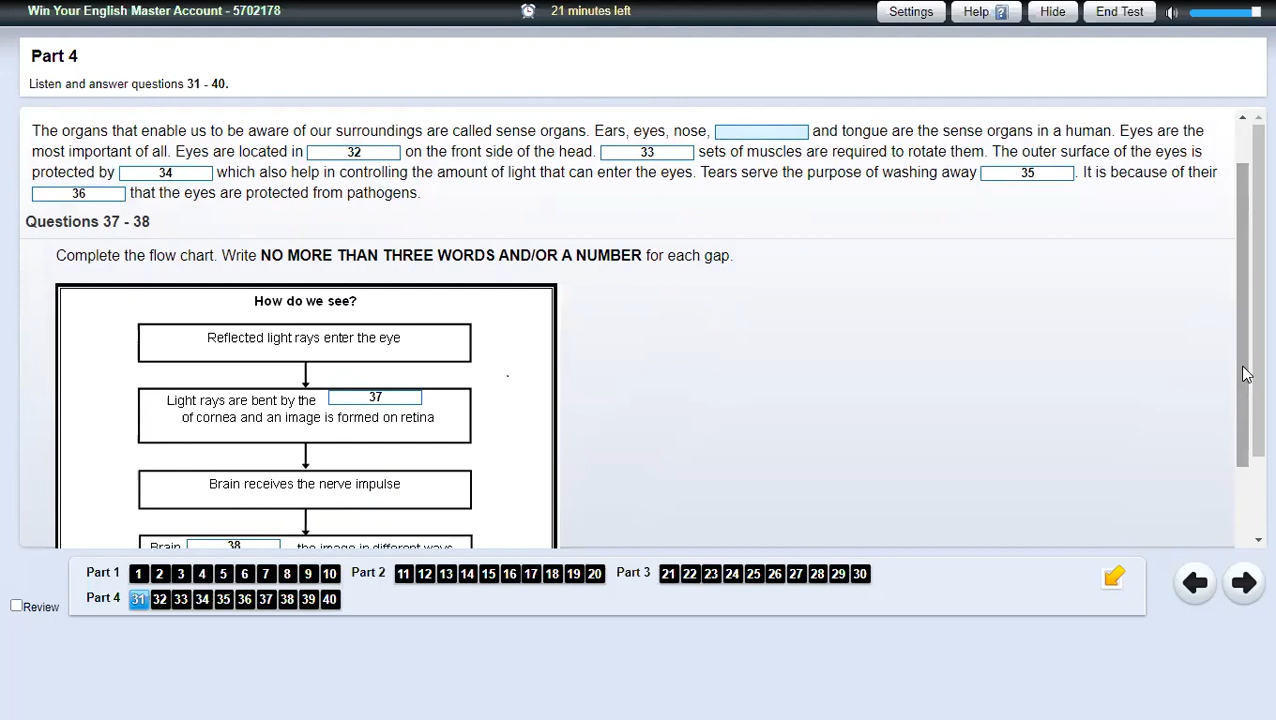 Win Your English Master Account - 5702178
21 minutes left
Settings
Help ?
Hide
End Test
Part 4
Listen and answer questions 31 - 40.
The organs that enable us to be aware of our surroundings are called sense organs. Ears, eyes, nose, and tongue are the sense organs in a human. Eyes are the
most important of all. Eyes are located in 32 on the front side of the head. 33 sets of muscles are required to rotate them. The outer surface of the eyes is
protected by 34 which also help in controlling the amount of light that can enter the eyes. Tears serve the purpose of washing away 35 . It is because of their
36 that the eyes are protected from pathogens.
Questions 37 - 38
Complete the flow chart. Write NO MORE THAN THREE WORDS AND/OR A NUMBER for each gap.
How do we see?
Reflected light rays enter the eye
Light rays are bent by the 37
of cornea and an image is formed on retina
Brain receives the nerve impulse
Brain 38 the image in different ways
Part 1 1 2 3 4 5 6 7 8 9 10 Part 2 11 12 13 14 15 16 17 18 19 20 Part 3 21 22 23 24 25 26 27 28 29 30
Part 4 31 32 33 34 35 36 37 38 39 40
Review